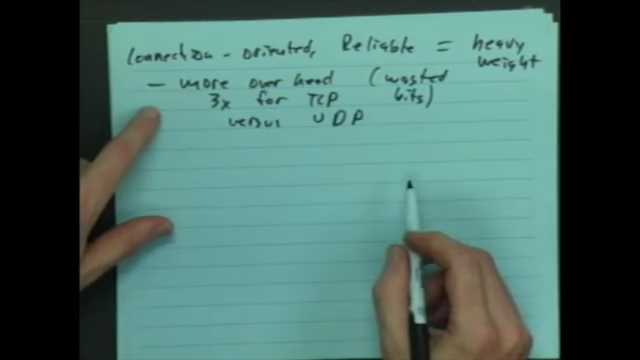 Connection - oriented, Reliable = heavy weight
- more over head (wasted bits)
3x for TCP
versus UDP